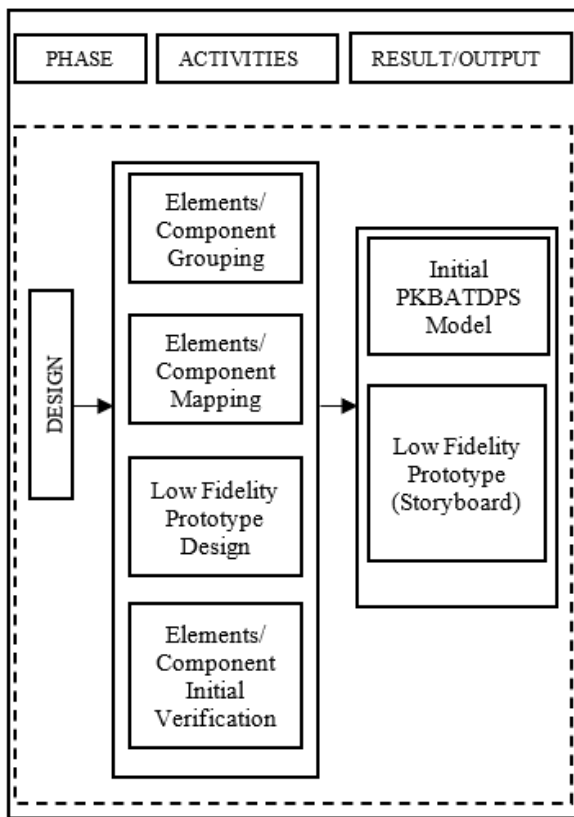 PHASE
ACTIVITIES
RESULT/OUTPUT
DESIGN
Elements/
Component
Grouping
Elements/
Component
Mapping
Low Fidelity
Prototype
Design
Elements/
Component
Initial
Verification
Initial
PKBATDPS
Model
Low Fidelity
Prototype
(Storyboard)